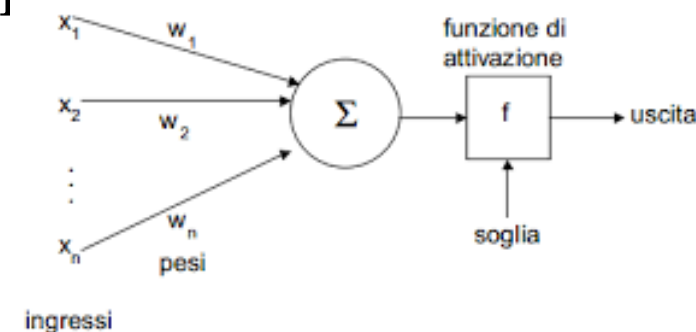 ]
funzione di
attivazione
x1
w1
x2
w2
Σ
f
uscita
⋮
xn
wn
pesi
soglia
ingressi